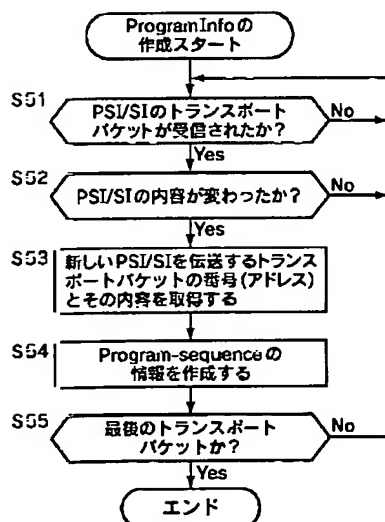 ProgramInfoの
作成スタート
S51
PSI/SIのトランスポート
パケットが受信されたか？
No
Yes
S52
PSI/SIの内容が変わったか？
No
Yes
S53
新しいPSI/SIを伝送するトランス
ポートパケットの番号(アドレス)
とその内容を取得する
S54
Program-sequenceの
情報を作成する
S55
最後のトランスポート
パケットか？
No
Yes
エンド